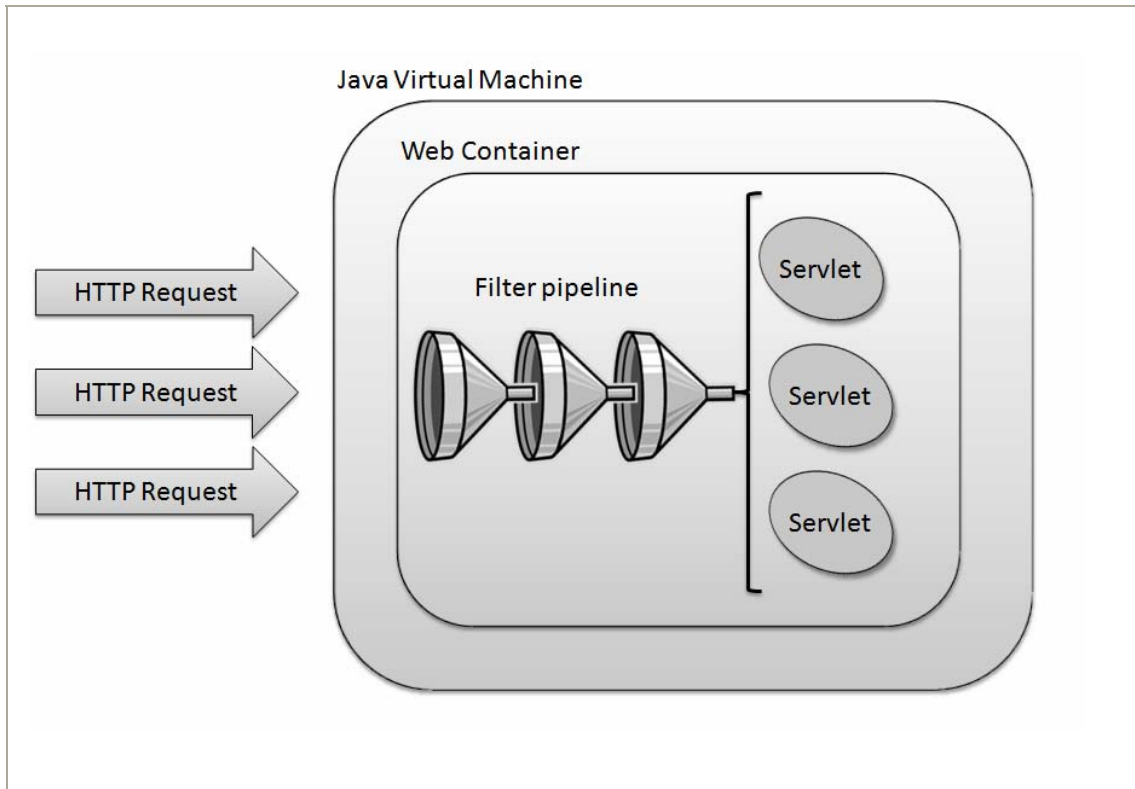 Java Virtual Machine
Web Container
HTTP Request
HTTP Request
HTTP Request
Filter pipeline
Servlet
Servlet
Servlet